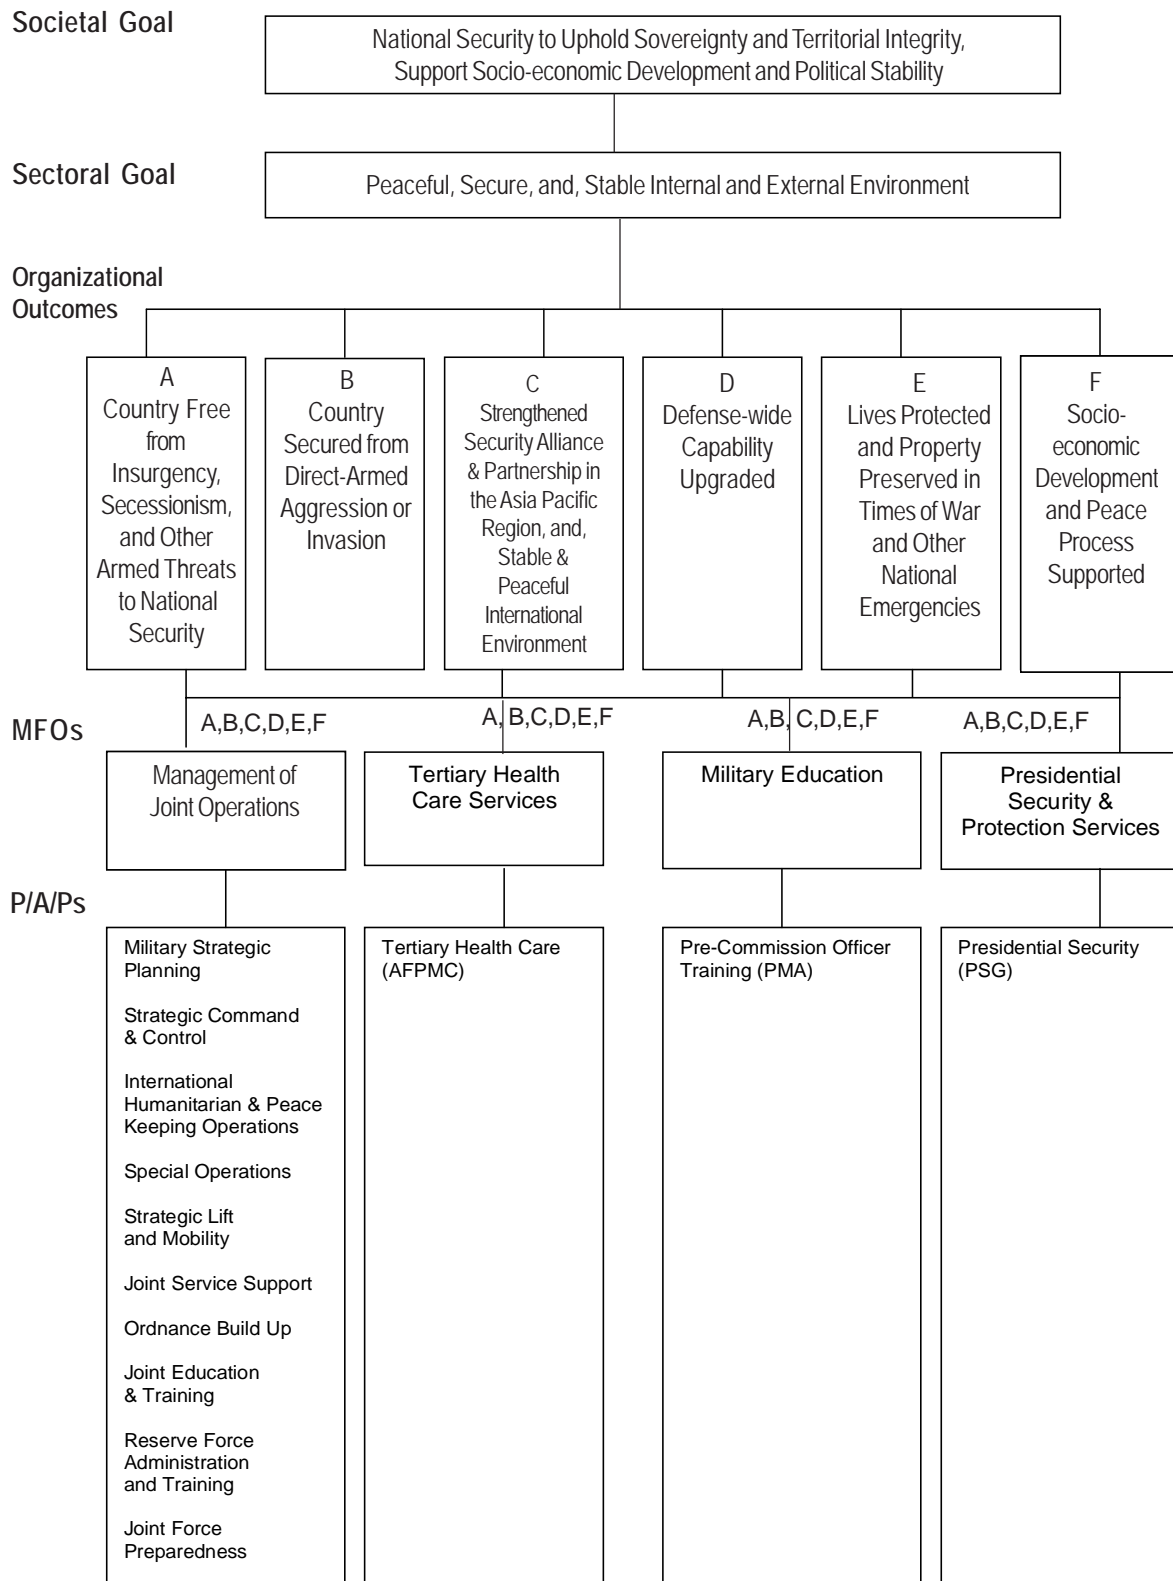 Societal Goal
National Security to Uphold Sovereignty and Territorial Integrity,
Support Socio-economic Development and Political Stability
Sectoral Goal
Peaceful, Secure, and, Stable Internal and External Environment
Organizational
Outcomes
A
Country Free
from
Insurgency,
Secessionism,
and Other
Armed Threats
to National
Security
B
Country
Secured from
Direct-Armed
Aggression or
Invasion
C
Strengthened
Security Alliance
& Partnership in
the Asia Pacific
Region, and,
Stable &
Peaceful
International
Environment
D
Defense-wide
Capability
Upgraded
E
Lives Protected
and Property
Preserved in
Times of War
and Other
National
Emergencies
F
Socio-
economic
Development
and Peace
Process
Supported
MFOs
A,B,C,D,E,F
A, B,C,D,E,F
A,B, C,D,E,F
A,B,C,D,E,F
Management of
Joint Operations
Tertiary Health
Care Services
Military Education
Presidential
Security &
Protection Services
P/A/Ps
Military Strategic
Planning
Strategic Command
& Control
International
Humanitarian & Peace
Keeping Operations
Special Operations
Strategic Lift
and Mobility
Joint Service Support
Ordnance Build Up
Joint Education
& Training
Reserve Force
Administration
and Training
Joint Force
Preparedness
Tertiary Health Care
(AFPMC)
Pre-Commission Officer
Training (PMA)
Presidential Security
(PSG)